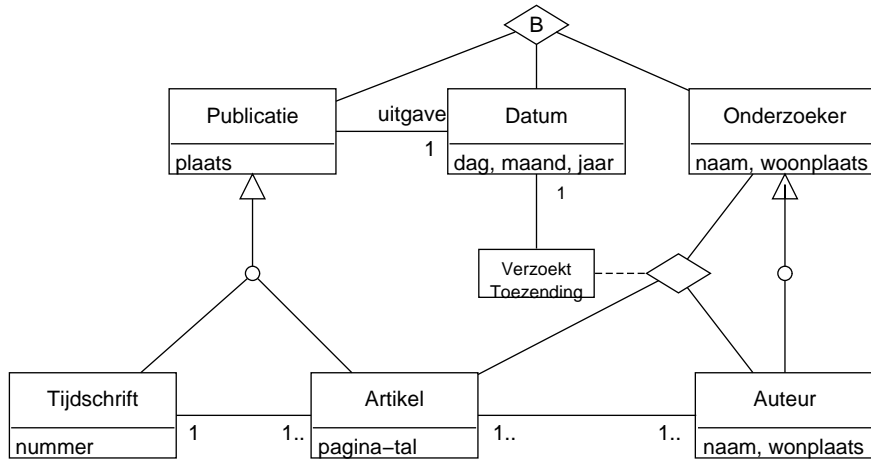 B
Publicatie
plaats
uitgave
1
Datum
dag, maand, jaar
Onderzoeker
naam, woonplaats
1
Verzoekt
Toezending
Tijdschrift
nummer
1
1..
Artikel
pagina-tal
1..
1..
Auteur
naam, wonplaats